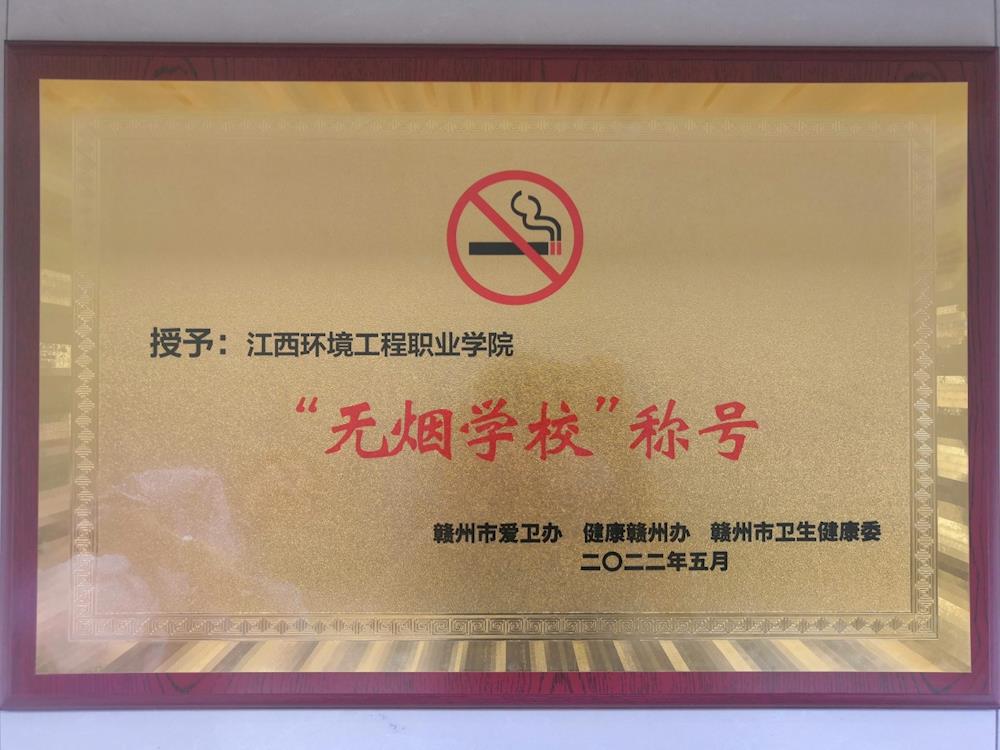 授予：江西环境工程职业学院
“无烟学校”称号
赣州市爱卫办 健康赣州办 赣州市卫生健康委
二〇二二年五月